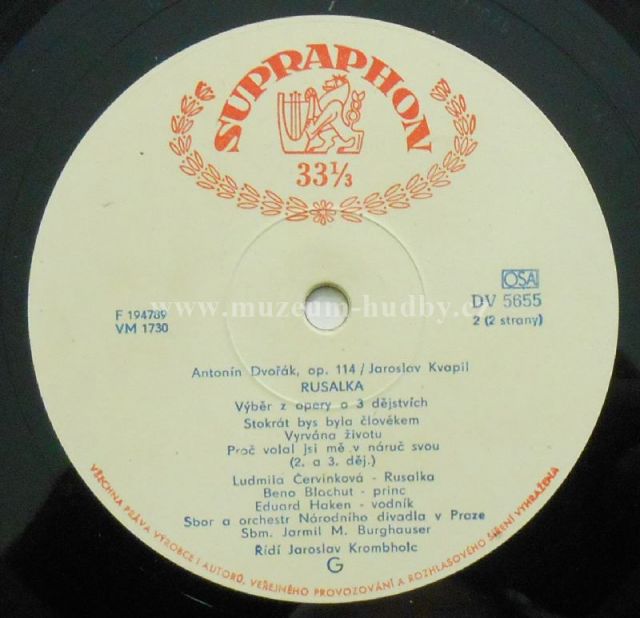 SUPRAPHON
33⅓
OSA
DV 5655
2 (2 strany)
F 194789
VM 1730
www.muzeum-hudby.cz
Antonín Dvořák, op. 114 / Jaroslav Kvapil
RUSALKA
Výběr z opery o 3 dějstvích
Stokrát bys byla člověkem
Vyrvána životu
Proč volal jsi mě v náruč svou
(2. a 3. děj.)
Ludmila Červinková - Rusalka
Beno Blachut - princ
Eduard Haken - vodník
Sbor a orchestr Národního divadla v Praze
Sbm. Jarmil M. Burghauser
Řídí Jaroslav Krombholc
G
VŠECHNA PRÁVA VÝROBCE I AUTORŮ, VEŘEJNÉHO PROVOZOVÁNÍ A ROZHLASOVÉHO ŠÍŘENÍ VYHRAZENA